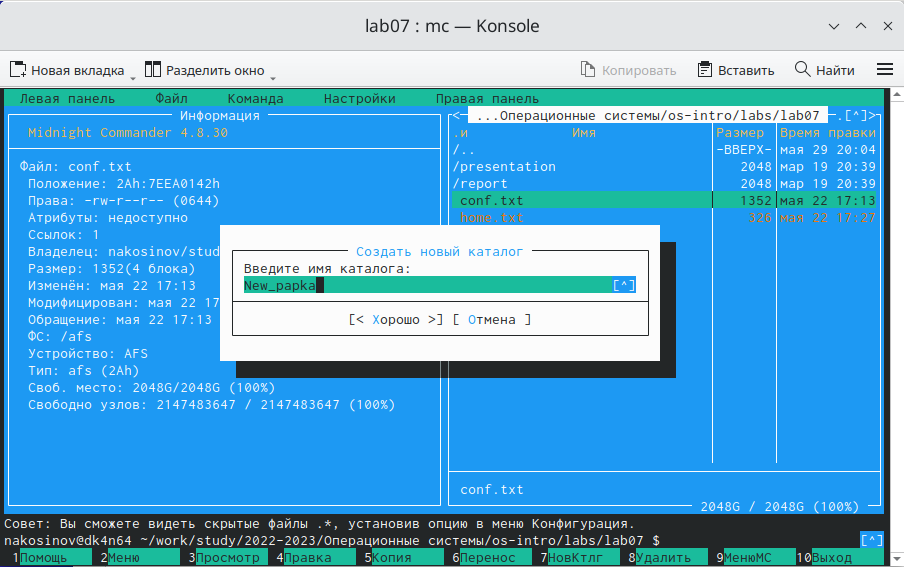 lab07 : mc — Konsole
Новая вкладка Разделить окно Копировать Вставить Найти
Левая панель Файл Команда Настройки Правая панель
Информация
Midnight Commander 4.8.30
Файл: conf.txt
Положение: 2Ah:7EEA0142h
Права: -rw-r--r-- (0644)
Атрибуты: недоступно
Ссылок: 1
Владелец: nakosinov/stud
Размер: 1352(4 блока)
Изменён: мая 22 17:13
Модифицирован: мая 22 17
Обращение: мая 22 17:13
ФС: /afs
Устройство: AFS
Тип: afs (2Ah)
Своб. место: 2048G/2048G (100%)
Свободно узлов: 2147483647 / 2147483647 (100%)
<─ ...Операционные системы/os-intro/labs/lab07 ─.[^]>
.и Имя Размер Время правки
/.. -ВВЕРХ- мая 29 20:04
/presentation 2048 мар 19 20:39
/report 2048 мар 19 20:39
conf.txt 1352 мая 22 17:13
home.txt 326 мая 22 17:27
conf.txt
2048G / 2048G (100%)
Создать новый каталог
Введите имя каталога:
New_papka [^]
[< Хорошо >] [ Отмена ]
Совет: Вы сможете видеть скрытые файлы .*, установив опцию в меню Конфигурация.
nakosinov@dk4n64 ~/work/study/2022-2023/Операционные системы/os-intro/labs/lab07 $ [^]
1Помощь 2Меню 3Просмотр 4Правка 5Копия 6Перенос 7НовКтлг 8Удалить 9МенюMC 10Выход